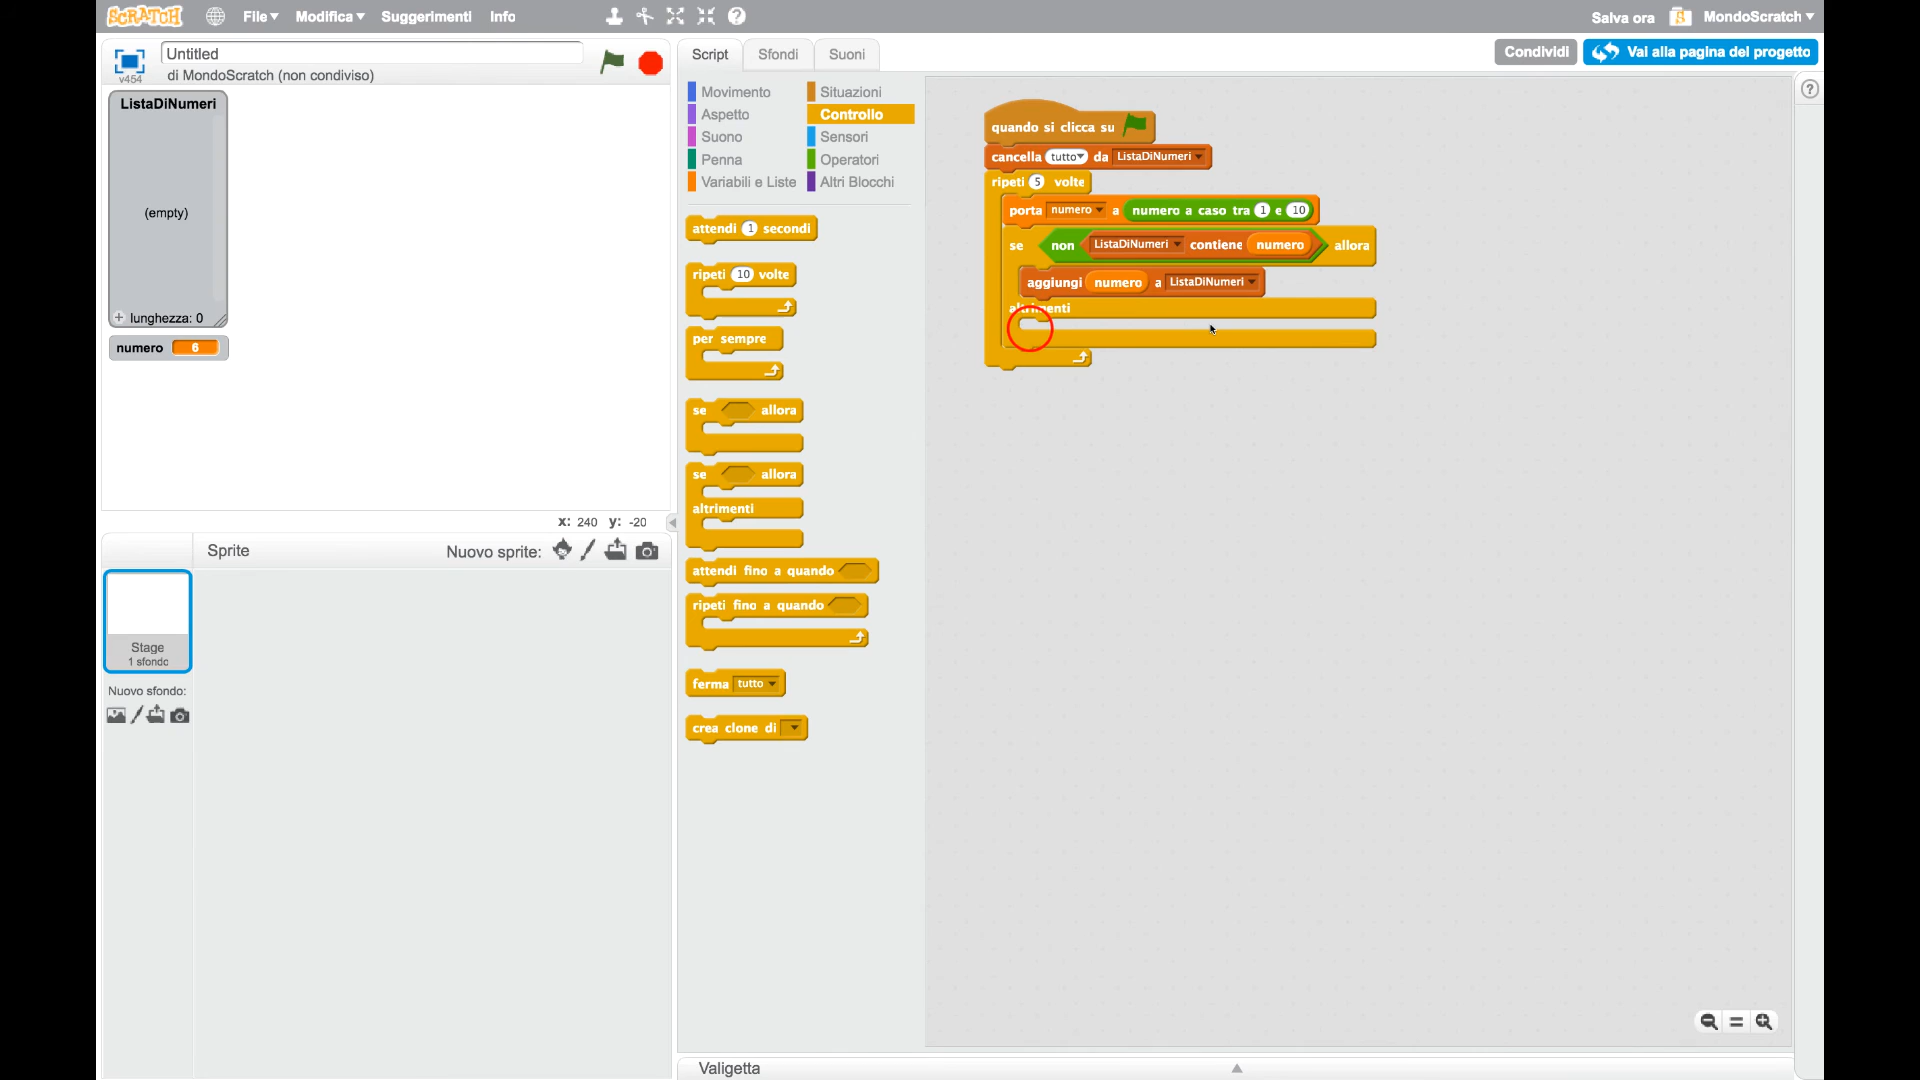 SCRATCH File Modifica Suggerimenti Info Salva ora S MondoScratch
v454
Untitled
di MondoScratch (non condiviso)
Script Sfondi Suoni
Condividi Vai alla pagina del progetto
ListaDiNumeri
(empty)
+ lunghezza: 0
numero 6
Movimento Situazioni
Aspetto Controllo
Suono Sensori
Penna Operatori
Variabili e Liste Altri Blocchi
attendi 1 secondi
ripeti 10 volte
per sempre
se allora
se allora
altrimenti
attendi fino a quando
ripeti fino a quando
ferma tutto
crea clone di
quando si clicca su
cancella tutto da ListaDiNumeri
ripeti 5 volte
porta numero a numero a caso tra 1 e 10
se non ListaDiNumeri contiene numero allora
aggiungi numero a ListaDiNumeri
altrimenti
x: 240 y: -20
Sprite Nuovo sprite:
Stage
1 sfondo
Nuovo sfondo:
Valigetta